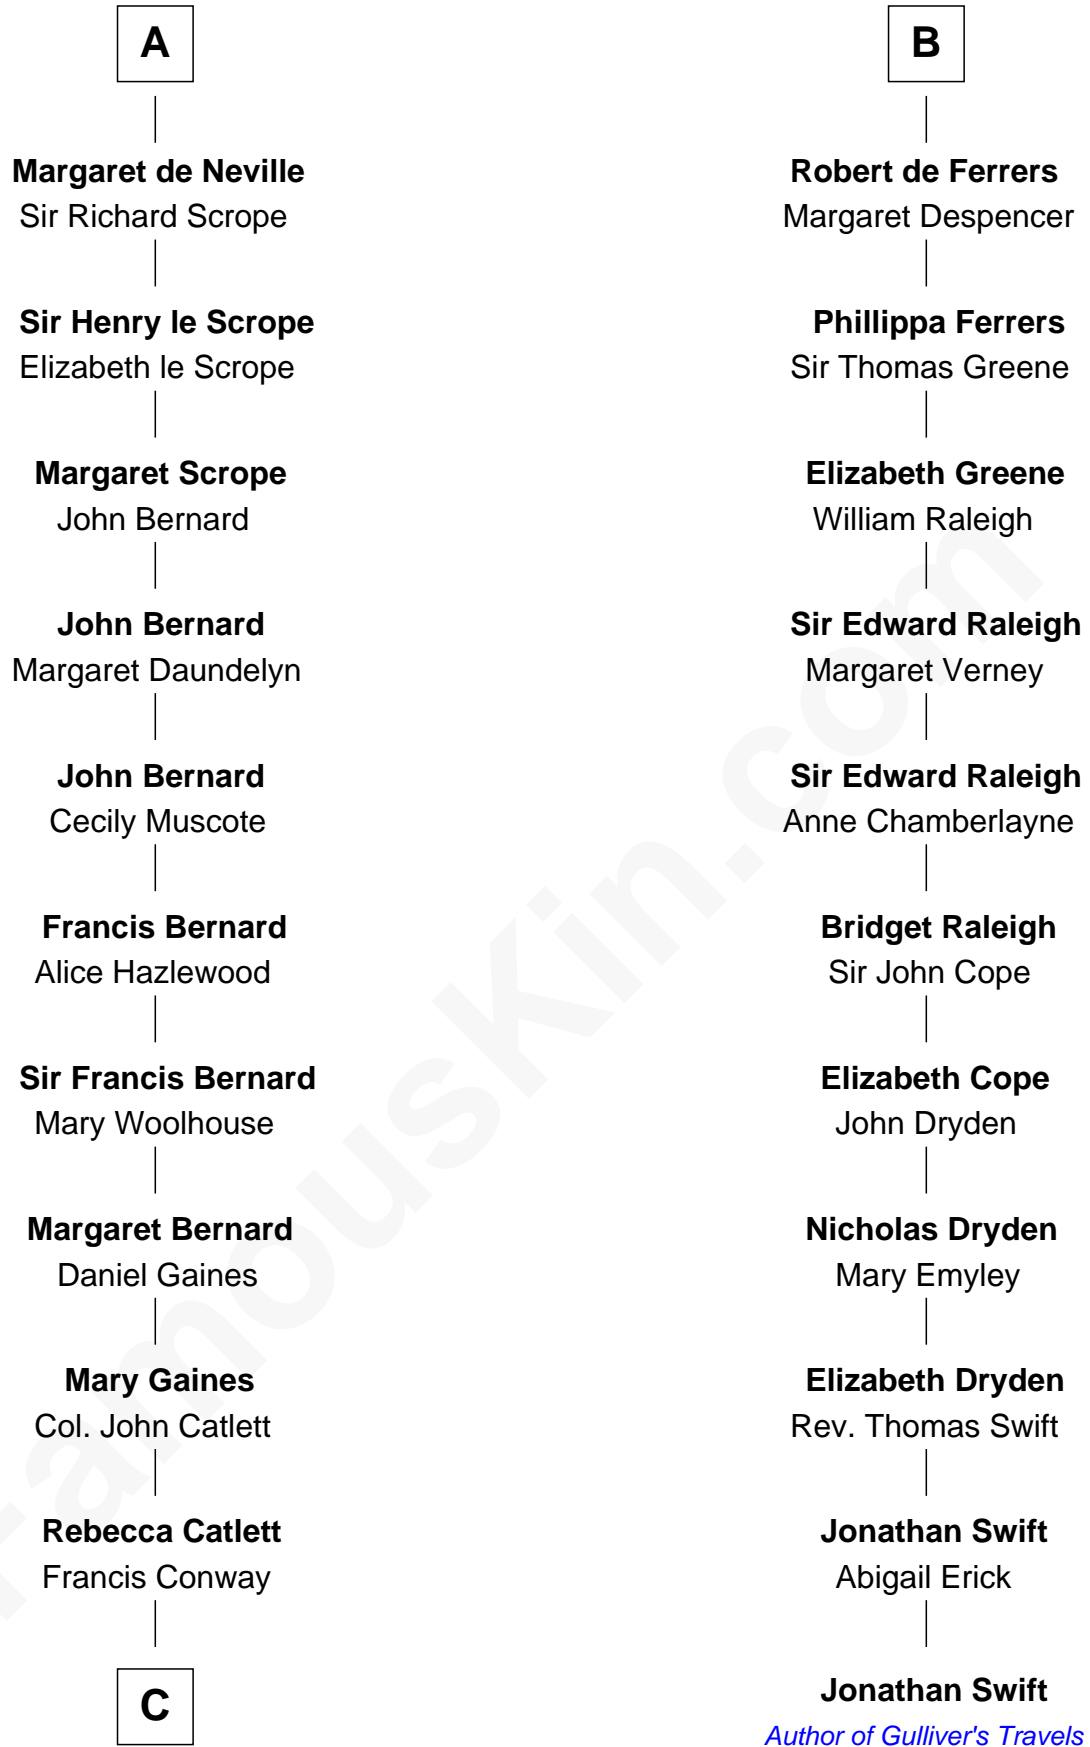 A
Margaret de Neville
Sir Richard Scrope
Sir Henry le Scrope
Elizabeth le Scrope
Margaret Scrope
John Bernard
John Bernard
Margaret Daundelyn
John Bernard
Cecily Muscote
Francis Bernard
Alice Hazlewood
Sir Francis Bernard
Mary Woolhouse
Margaret Bernard
Daniel Gaines
Mary Gaines
Col. John Catlett
Rebecca Catlett
Francis Conway
C
B
Robert de Ferrers
Margaret Despencer
Phillippa Ferrers
Sir Thomas Greene
Elizabeth Greene
William Raleigh
Sir Edward Raleigh
Margaret Verney
Sir Edward Raleigh
Anne Chamberlayne
Bridget Raleigh
Sir John Cope
Elizabeth Cope
John Dryden
Nicholas Dryden
Mary Emyley
Elizabeth Dryden
Rev. Thomas Swift
Jonathan Swift
Abigail Erick
Jonathan Swift
Author of Gulliver's Travels
FamousKin.com